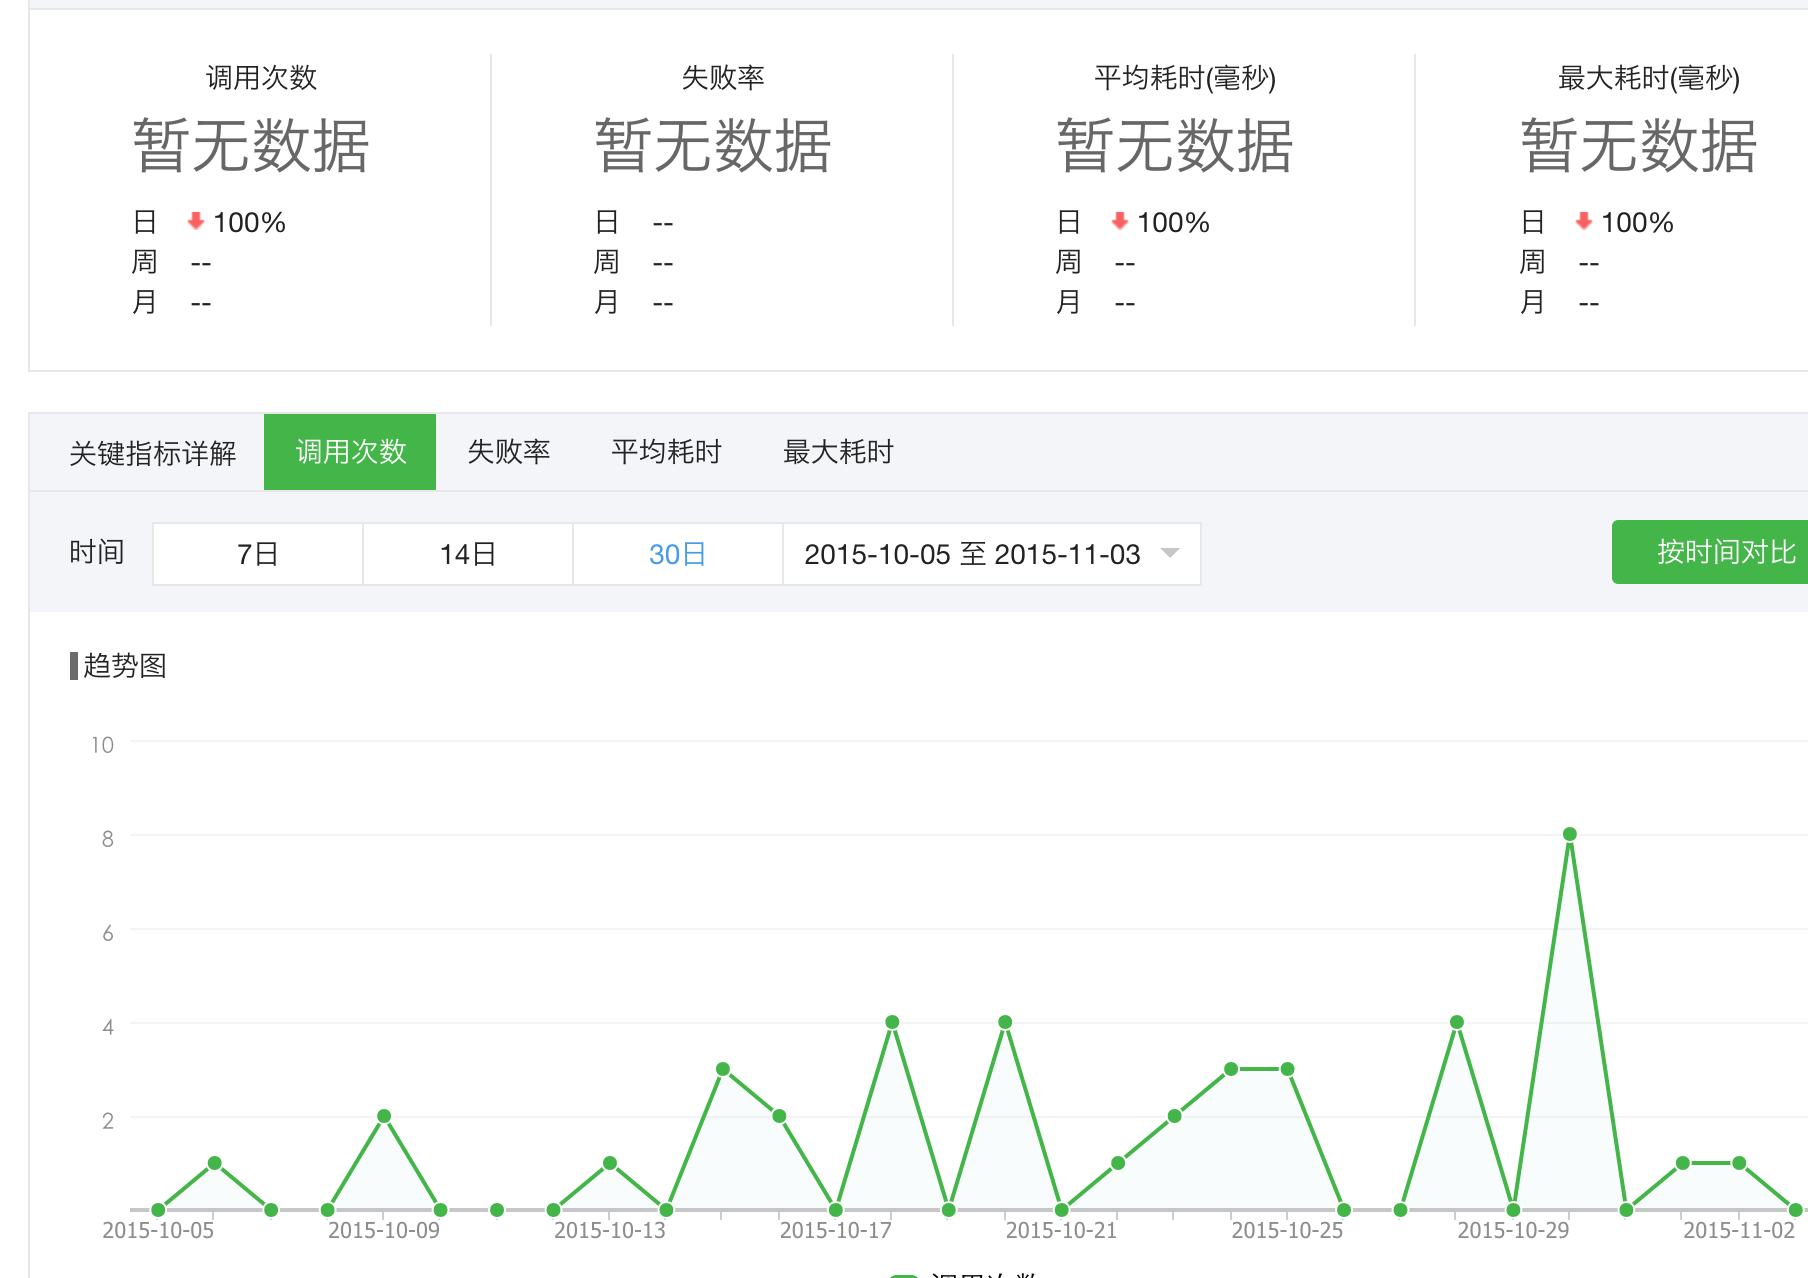 调用次数 失败率 平均耗时(毫秒) 最大耗时(毫秒)
暂无数据 暂无数据 暂无数据 暂无数据
日 100% 日 -- 日 100% 日 100%
周 -- 周 -- 周 -- 周 --
月 -- 月 -- 月 -- 月 --
关键指标详解 调用次数 失败率 平均耗时 最大耗时
时间 7日 14日 30日 2015-10-05 至 2015-11-03 按时间对比
趋势图
10
8
6
4
2
2015-10-05 2015-10-09 2015-10-13 2015-10-17 2015-10-21 2015-10-25 2015-10-29 2015-11-02
调用次数